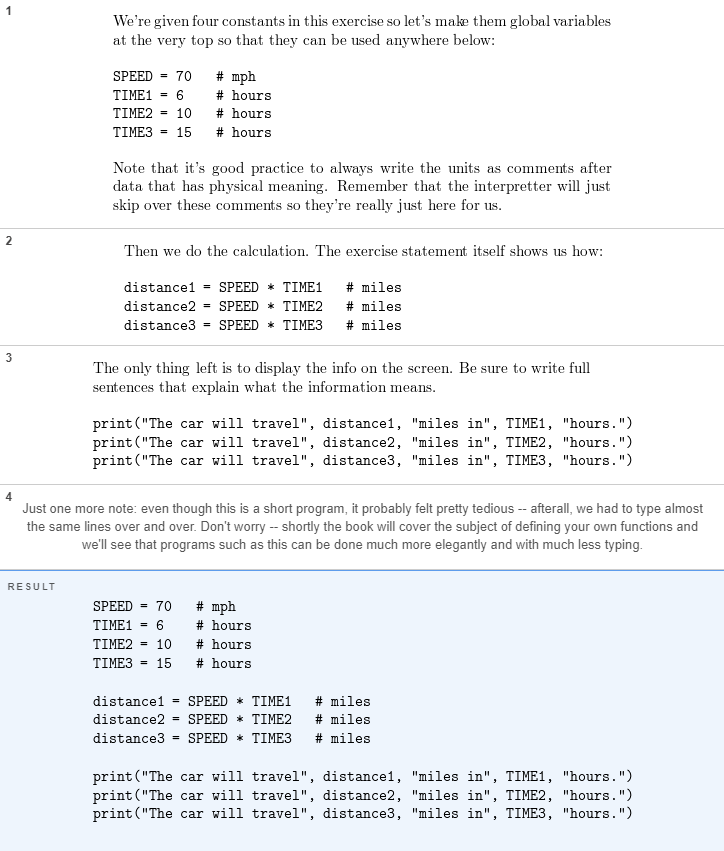 1
We're given four constants in this exercise so let's make them global variables
at the very top so that they can be used anywhere below:
SPEED = 70   # mph
TIME1 = 6    # hours
TIME2 = 10   # hours
TIME3 = 15   # hours
Note that it's good practice to always write the units as comments after
data that has physical meaning. Remember that the interpretter will just
skip over these comments so they're really just here for us.
2
Then we do the calculation. The exercise statement itself shows us how:
distance1 = SPEED * TIME1   # miles
distance2 = SPEED * TIME2   # miles
distance3 = SPEED * TIME3   # miles
3
The only thing left is to display the info on the screen. Be sure to write full
sentences that explain what the information means.
print("The car will travel", distance1, "miles in", TIME1, "hours.")
print("The car will travel", distance2, "miles in", TIME2, "hours.")
print("The car will travel", distance3, "miles in", TIME3, "hours.")
4
Just one more note: even though this is a short program, it probably felt pretty tedious -- afterall, we had to type almost
the same lines over and over. Don't worry -- shortly the book will cover the subject of defining your own functions and
we'll see that programs such as this can be done much more elegantly and with much less typing.
RESULT
SPEED = 70   # mph
TIME1 = 6    # hours
TIME2 = 10   # hours
TIME3 = 15   # hours
distance1 = SPEED * TIME1   # miles
distance2 = SPEED * TIME2   # miles
distance3 = SPEED * TIME3   # miles
print("The car will travel", distance1, "miles in", TIME1, "hours.")
print("The car will travel", distance2, "miles in", TIME2, "hours.")
print("The car will travel", distance3, "miles in", TIME3, "hours.")